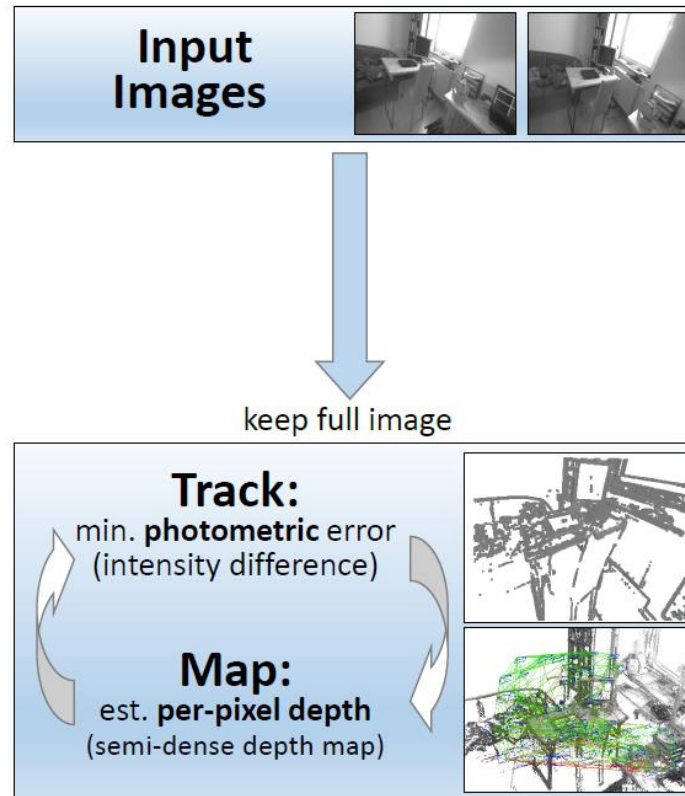 Input
Images
keep full image
Track:
min. photometric error
(intensity difference)
Map:
est. per-pixel depth
(semi-dense depth map)